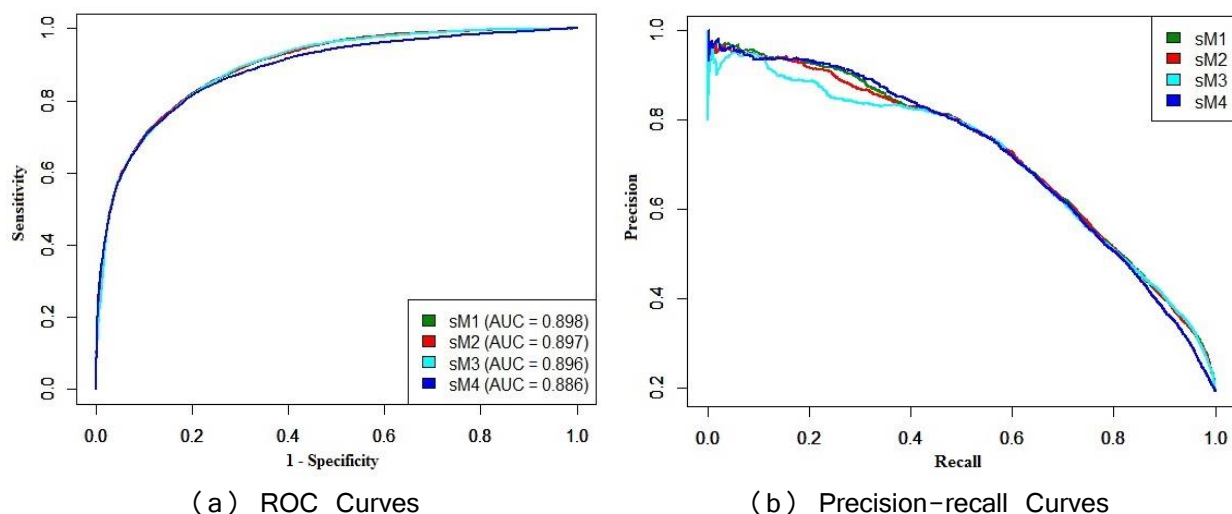 Sensitivity
1.0
0.8
0.6
0.4
0.2
0.0
sM1 (AUC = 0.898)
sM2 (AUC = 0.897)
sM3 (AUC = 0.896)
sM4 (AUC = 0.886)
0.0 0.2 0.4 0.6 0.8 1.0
1 - Specificity
(a) ROC Curves
Precision
1.0
0.8
0.6
0.4
0.2
sM1
sM2
sM3
sM4
0.0 0.2 0.4 0.6 0.8 1.0
Recall
(b) Precision-recall Curves